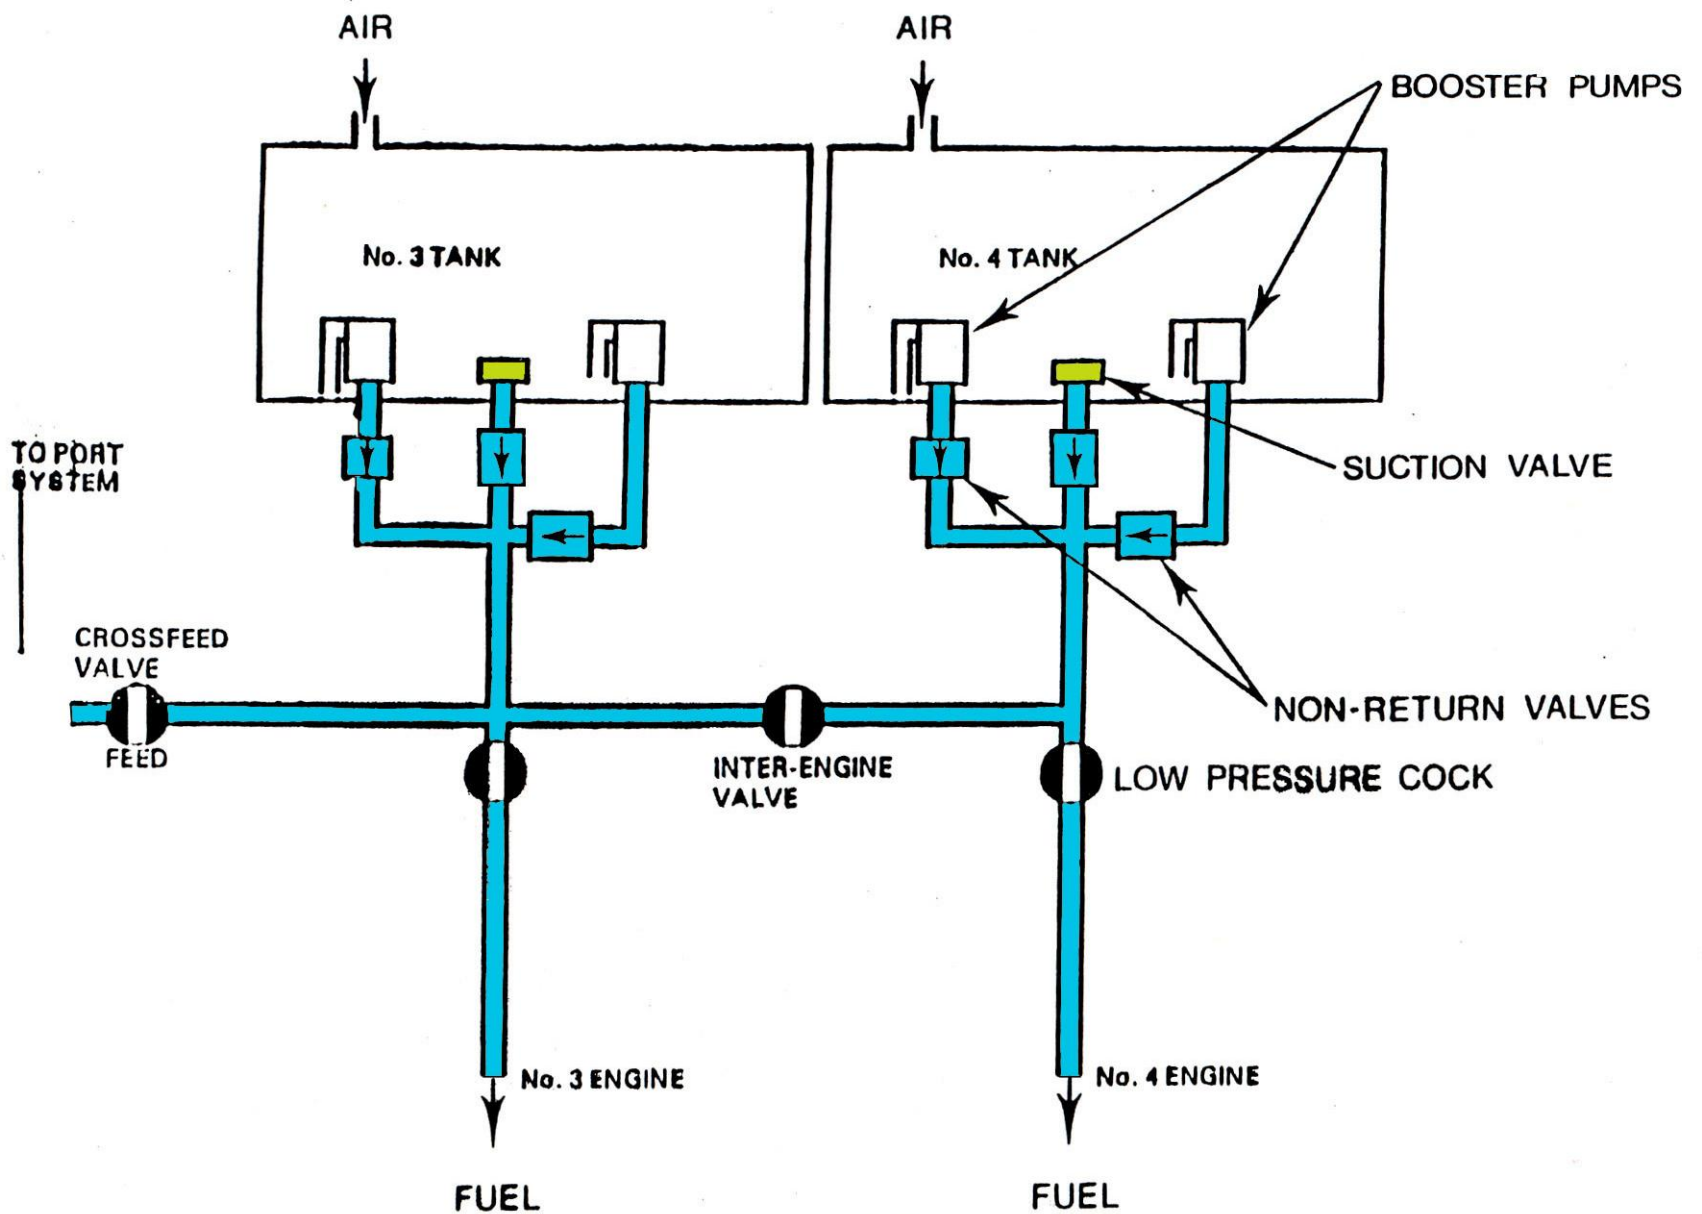 AIR
AIR
BOOSTER PUMPS
No. 3 TANK
No. 4 TANK
TO PORT
SYSTEM
SUCTION VALVE
CROSSFEED
VALVE
FEED
NON-RETURN VALVES
INTER-ENGINE
VALVE
LOW PRESSURE COCK
No. 3 ENGINE
No. 4 ENGINE
FUEL
FUEL